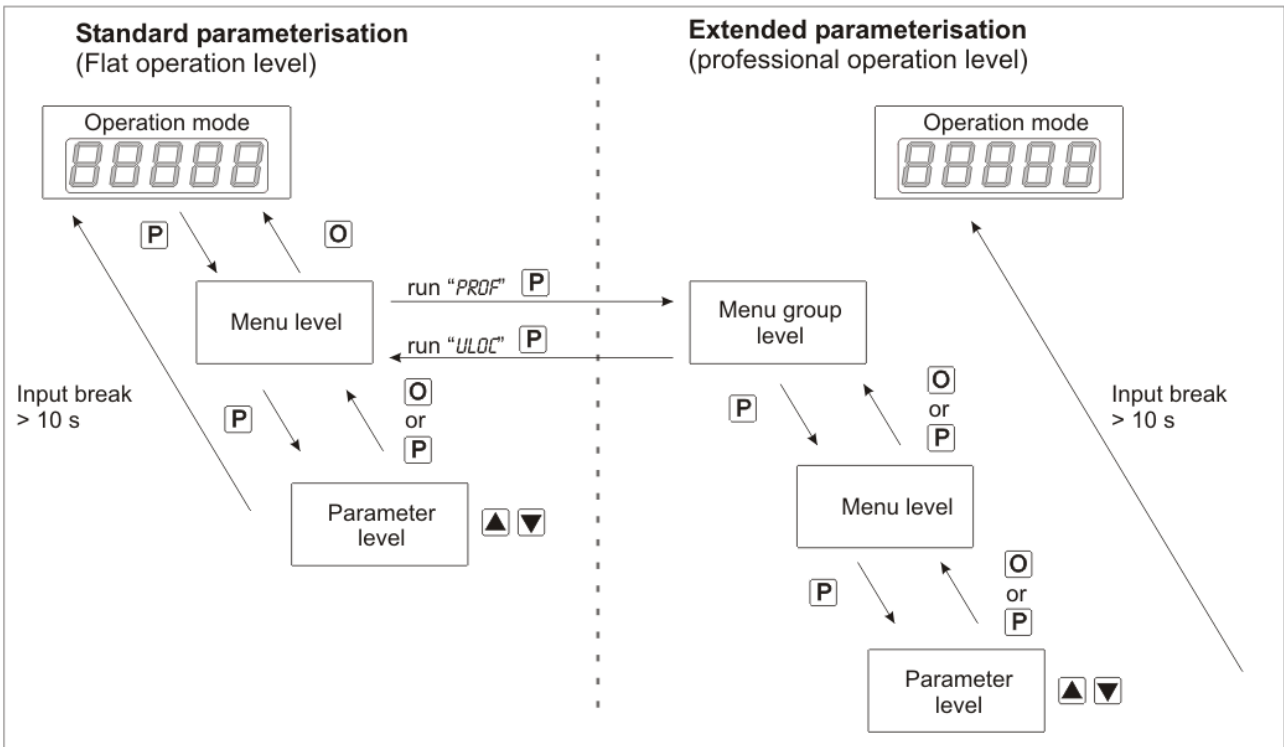 Standard parameterisation
(Flat operation level)
Operation mode
88888
P
O
Menu level
run “PROF” P
run “ULOC” P
Input break
> 10 s
P
O
or
P
Parameter
level
▲ ▼
Extended parameterisation
(professional operation level)
Operation mode
88888
Menu group
level
P
O
or
P
Input break
> 10 s
Menu level
P
O
or
P
Parameter
level
▲ ▼